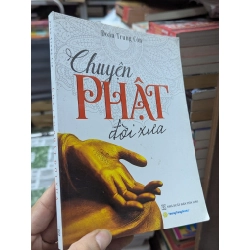 Đoàn Trung Còn
Chuyện
PHẬT
đời xưa